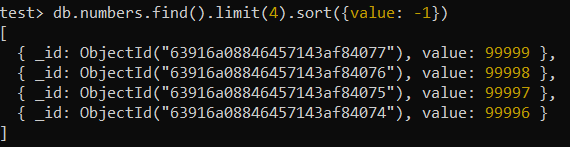 test> db.numbers.find().limit(4).sort({value: -1})
[
  { _id: ObjectId("63916a08846457143af84077"), value: 99999 },
  { _id: ObjectId("63916a08846457143af84076"), value: 99998 },
  { _id: ObjectId("63916a08846457143af84075"), value: 99997 },
  { _id: ObjectId("63916a08846457143af84074"), value: 99996 }
]